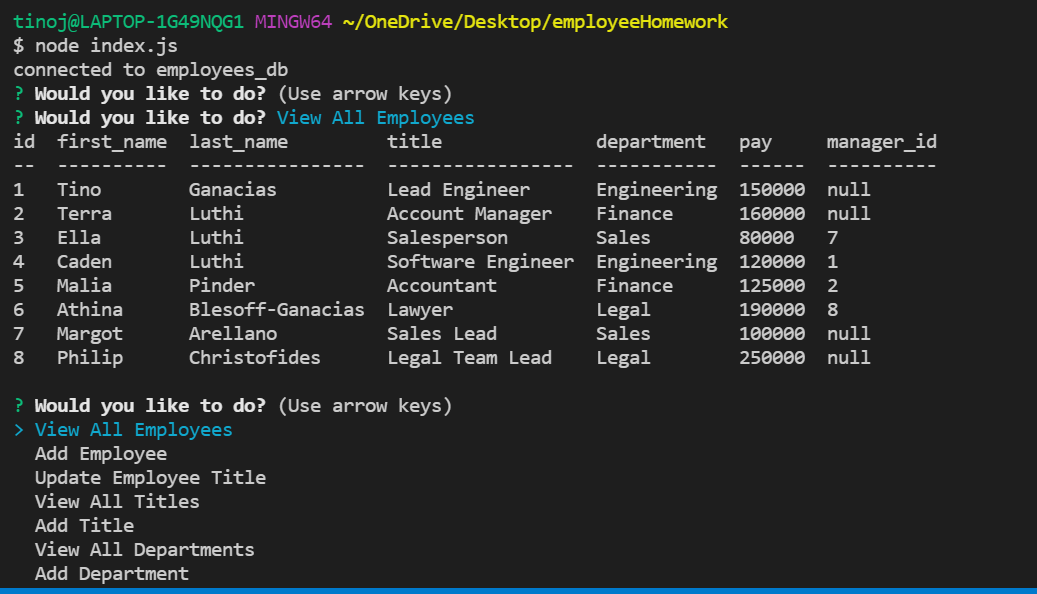 tinoj@LAPTOP-1G49NQG1 MINGW64 ~/OneDrive/Desktop/employeeHomework
$ node index.js
connected to employees_db
? Would you like to do? (Use arrow keys)
? Would you like to do? View All Employees
id  first_name  last_name         title              department   pay     manager_id
--  ----------  ----------------  -----------------  -----------  ------  ----------
1   Tino        Ganacias          Lead Engineer      Engineering  150000  null
2   Terra       Luthi             Account Manager    Finance      160000  null
3   Ella        Luthi             Salesperson        Sales        80000   7
4   Caden       Luthi             Software Engineer  Engineering  120000  1
5   Malia       Pinder            Accountant         Finance      125000  2
6   Athina      Blesoff-Ganacias  Lawyer             Legal        190000  8
7   Margot      Arellano          Sales Lead         Sales        100000  null
8   Philip      Christofides      Legal Team Lead    Legal        250000  null

? Would you like to do? (Use arrow keys)
> View All Employees
  Add Employee
  Update Employee Title
  View All Titles
  Add Title
  View All Departments
  Add Department